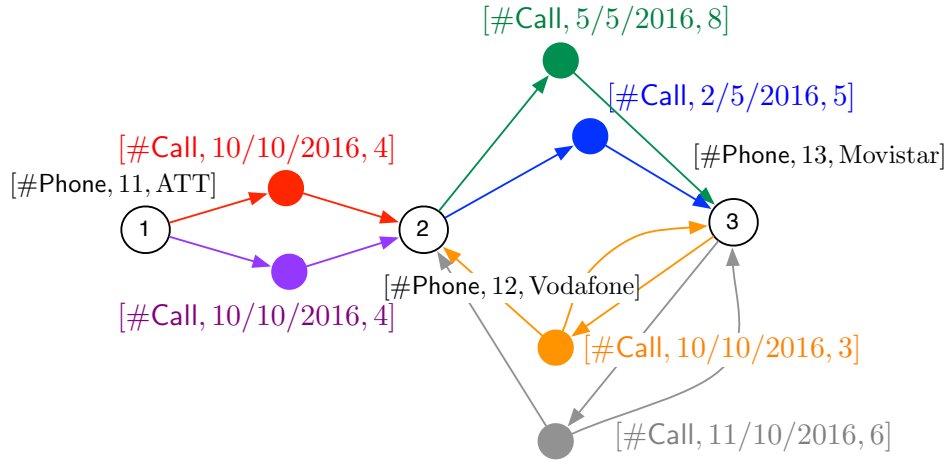 [#Call, 5/5/2016, 8]
[#Call, 2/5/2016, 5]
[#Call, 10/10/2016, 4]
[#Phone, 13, Movistar]
[#Phone, 11, ATT]
1
2
3
[#Phone, 12, Vodafone]
[#Call, 10/10/2016, 4]
[#Call, 10/10/2016, 3]
[#Call, 11/10/2016, 6]